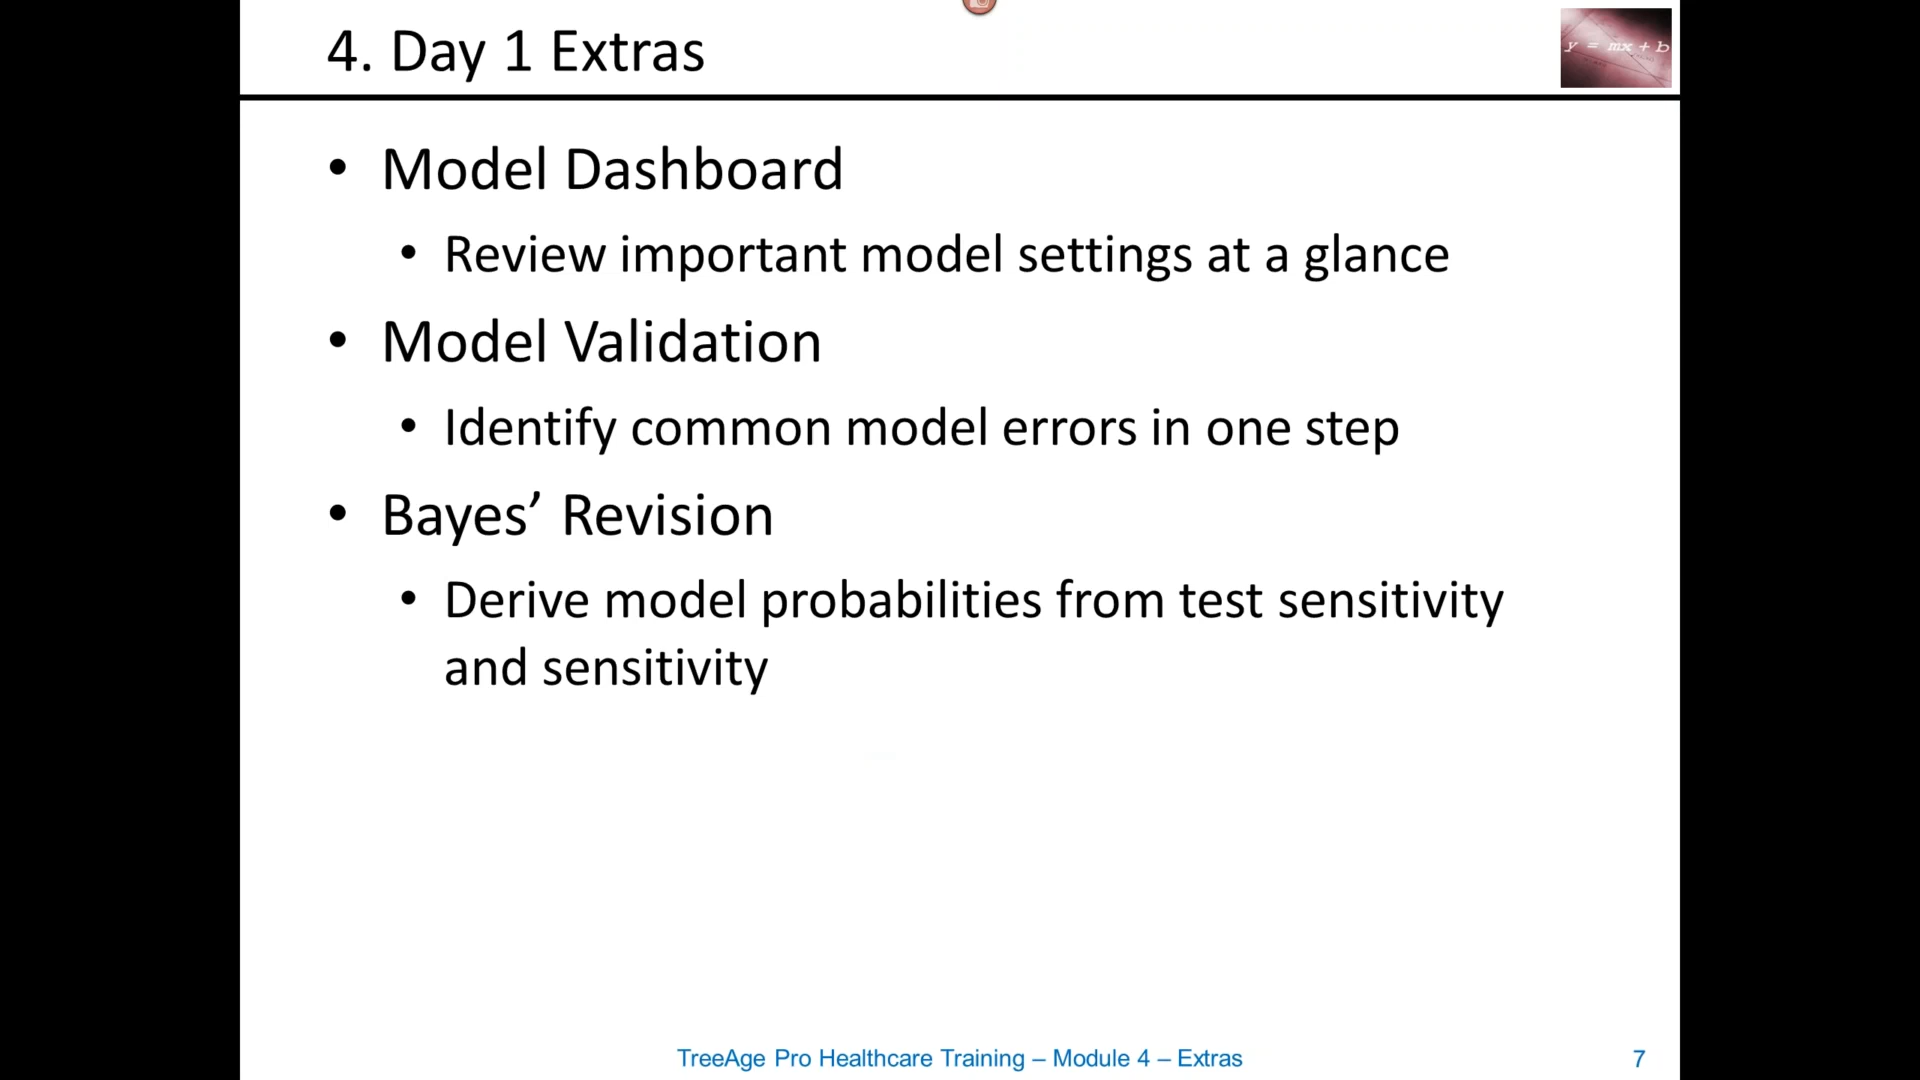 4. Day 1 Extras
y = mx + b
• Model Dashboard
• Review important model settings at a glance
• Model Validation
• Identify common model errors in one step
• Bayes’ Revision
• Derive model probabilities from test sensitivity
and sensitivity
TreeAge Pro Healthcare Training – Module 4 – Extras
7